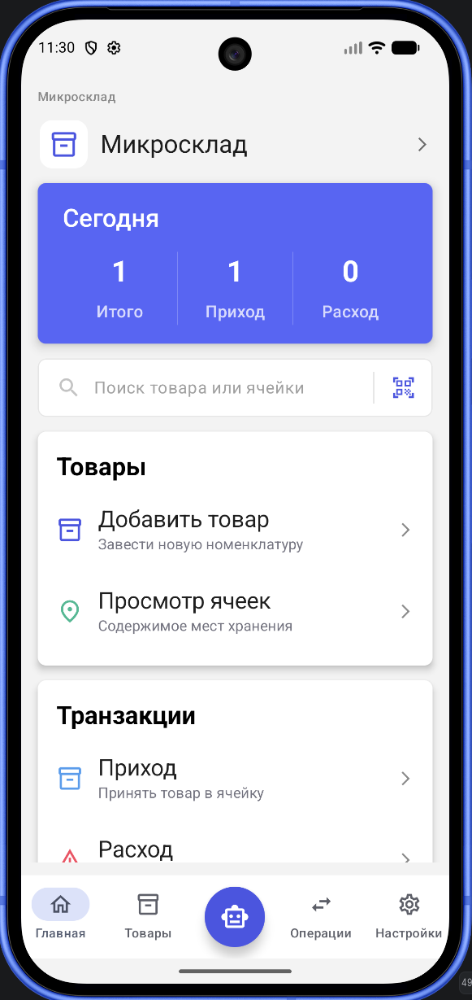 11:30
Микросклад
Микросклад
Сегодня
1 1 0
Итого Приход Расход
Поиск товара или ячейки
Товары
Добавить товар
Завести новую номенклатуру
Просмотр ячеек
Содержимое мест хранения
Транзакции
Приход
Принять товар в ячейку
Расход
Главная Товары Операции Настройки
49